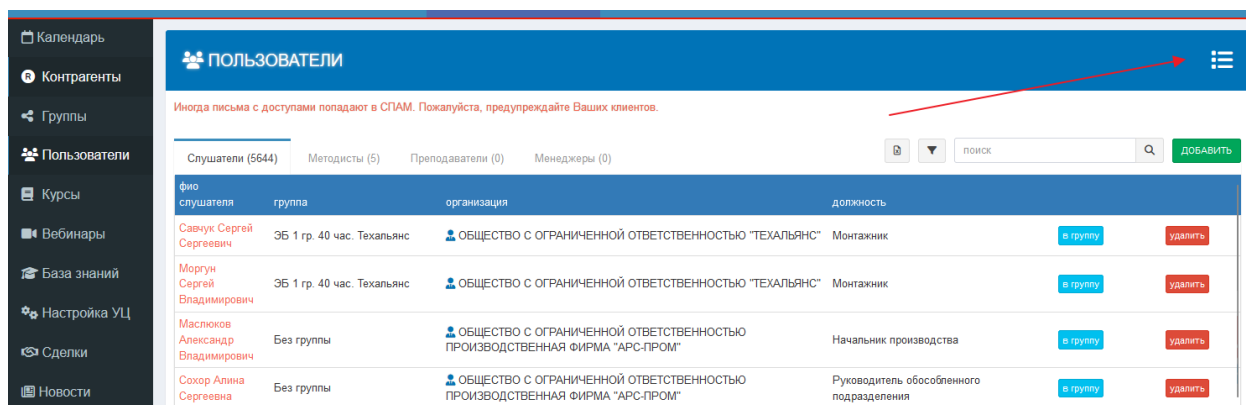 Календарь
Контрагенты
Группы
Пользователи
Курсы
Вебинары
База знаний
Настройка УЦ
Сделки
Новости
ПОЛЬЗОВАТЕЛИ
Иногда письма с доступами попадают в СПАМ. Пожалуйста, предупреждайте Ваших клиентов.
Слушатели (5644) Методисты (5) Преподаватели (0) Менеджеры (0) поиск ДОБАВИТЬ
фио
слушателя группа организация должность
Савчук Сергей
Сергеевич ЭБ 1 гр. 40 час. Техальянс ОБЩЕСТВО С ОГРАНИЧЕННОЙ ОТВЕТСТВЕННОСТЬЮ "ТЕХАЛЬЯНС" Монтажник в группу удалить
Моргун
Сергей ЭБ 1 гр. 40 час. Техальянс ОБЩЕСТВО С ОГРАНИЧЕННОЙ ОТВЕТСТВЕННОСТЬЮ "ТЕХАЛЬЯНС" Монтажник в группу удалить
Владимирович
Маслюков
Александр Без группы ОБЩЕСТВО С ОГРАНИЧЕННОЙ ОТВЕТСТВЕННОСТЬЮ
ПРОИЗВОДСТВЕННАЯ ФИРМА "АРС-ПРОМ" Начальник производства в группу удалить
Владимирович
Сохор Алина
Сергеевна Без группы ОБЩЕСТВО С ОГРАНИЧЕННОЙ ОТВЕТСТВЕННОСТЬЮ
ПРОИЗВОДСТВЕННАЯ ФИРМА "АРС-ПРОМ" Руководитель обособленного
подразделения в группу удалить